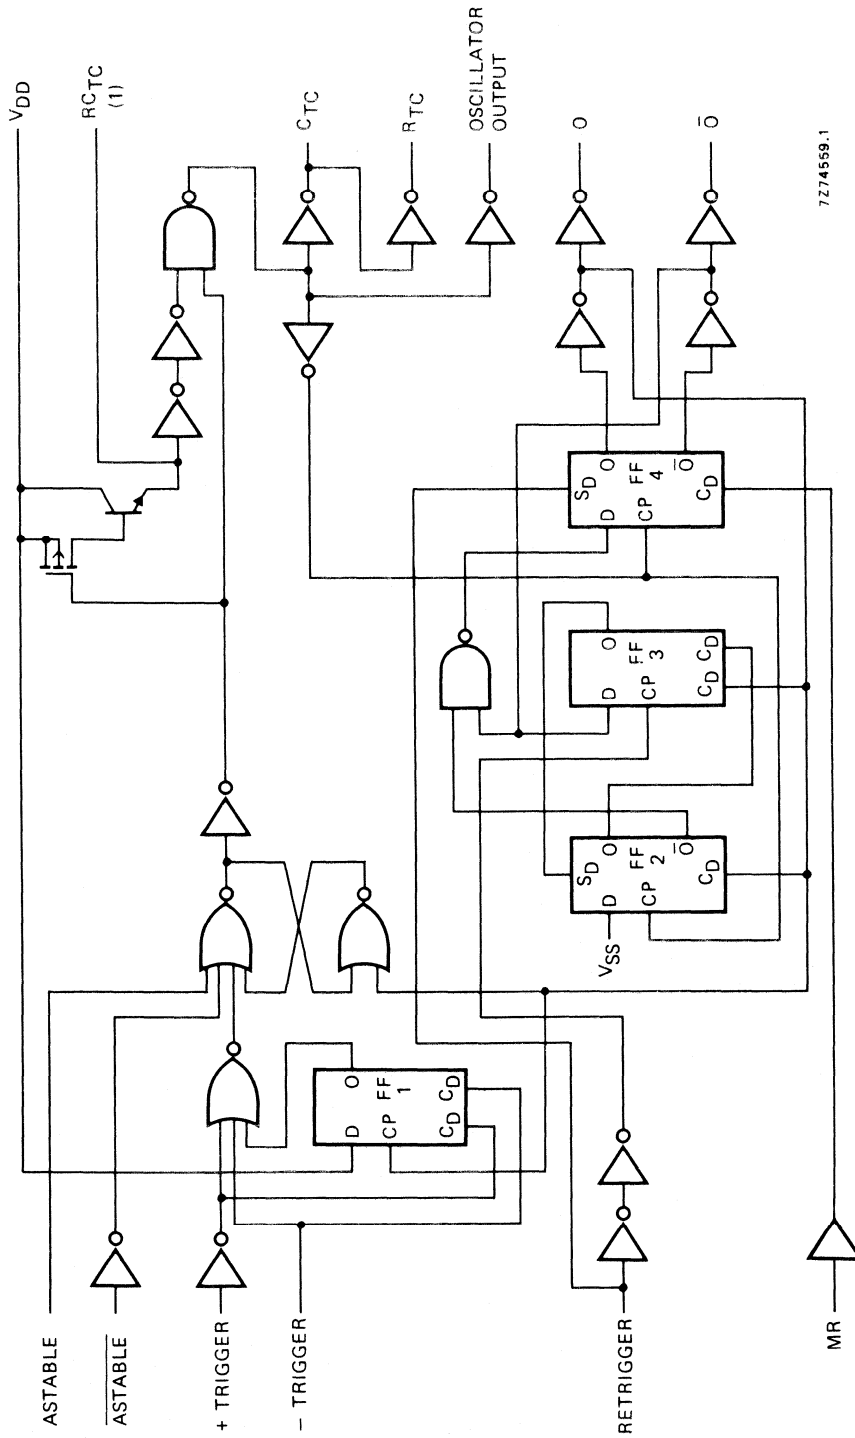 VDD
RCTC
(1)
CTC
RTC
OSCILLATOR
OUTPUT
O
O̅
ASTABLE
A̅S̅T̅A̅B̅L̅E̅
+ TRIGGER
− TRIGGER
RETRIGGER
MR
D O
CP FF
1
CD CD
VSS
SD
D O
CP FF
2
O̅
CD
D O
CP FF
3
CD CD
SD
D O
CP FF
4
O̅
CD
7Z74559.1